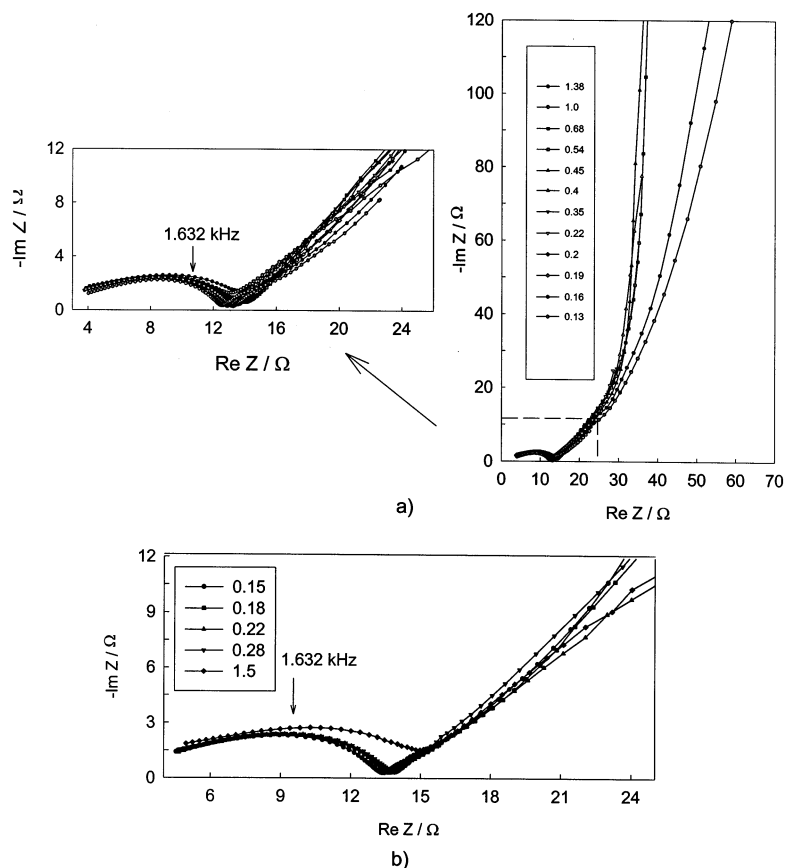 12
8
4
0
-Im Z / Ω
1.632 kHz
4 8 12 16 20 24
Re Z / Ω
120
100
80
60
40
20
0
-Im Z / Ω
1.38
1.0
0.68
0.54
0.45
0.4
0.35
0.22
0.2
0.19
0.16
0.13
0 10 20 30 40 50 60 70
Re Z / Ω
a)
12
9
6
3
0
-Im Z / Ω
0.15
0.18
0.22
0.28
1.5
1.632 kHz
6 9 12 15 18 21 24
Re Z / Ω
b)